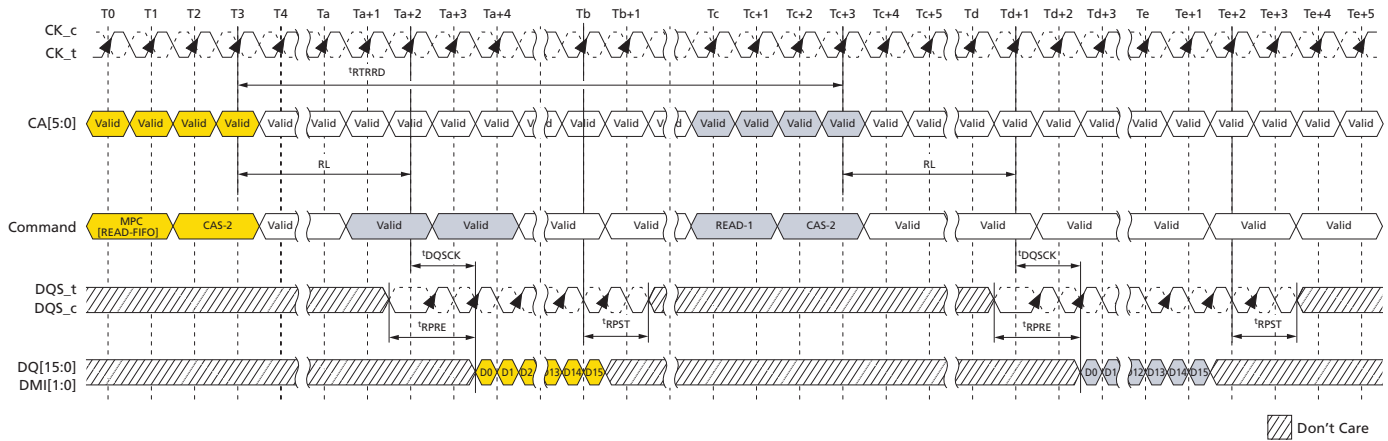 T0 T1 T2 T3 T4 Ta Ta+1 Ta+2 Ta+3 Ta+4 Tb Tb+1 Tc Tc+1 Tc+2 Tc+3 Tc+4 Tc+5 Td Td+1 Td+2 Td+3 Te Te+1 Te+2 Te+3 Te+4 Te+5
CK_c
CK_t
tRTRRD
CA[5:0] Valid Valid Valid Valid Valid Valid Valid Valid Valid Valid Valid Valid Valid Valid Valid Valid Valid Valid Valid Valid Valid Valid Valid Valid Valid Valid Valid
RL RL
Command MPC [READ-FIFO] CAS-2 Valid Valid Valid Valid Valid READ-1 CAS-2 Valid Valid Valid Valid Valid
tDQSCK tDQSCK
DQS_t
DQS_c
tRPRE tRPST tRPRE tRPST
DQ[15:0] D0 D1 D2 D13 D14 D15 D0 D1 D12 D13 D14 D15
DMI[1:0]
Don't Care